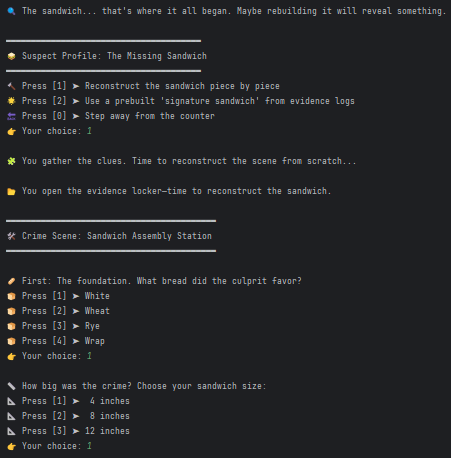 🔍 The sandwich... that's where it all began. Maybe rebuilding it will reveal something.
🥪 Suspect Profile: The Missing Sandwich
🔨 Press [1] ➤ Reconstruct the sandwich piece by piece
🌟 Press [2] ➤ Use a prebuilt 'signature sandwich' from evidence logs
🔙 Press [0] ➤ Step away from the counter
👉 Your choice: 1
🧩 You gather the clues. Time to reconstruct the scene from scratch...
📂 You open the evidence locker—time to reconstruct the sandwich.
🛠 Crime Scene: Sandwich Assembly Station
🥖 First: The foundation. What bread did the culprit favor?
🍞 Press [1] ➤ White
🍞 Press [2] ➤ Wheat
🍞 Press [3] ➤ Rye
🍞 Press [4] ➤ Wrap
👉 Your choice: 1
📏 How big was the crime? Choose your sandwich size:
📐 Press [1] ➤  4 inches
📐 Press [2] ➤  8 inches
📐 Press [3] ➤ 12 inches
👉 Your choice: 1